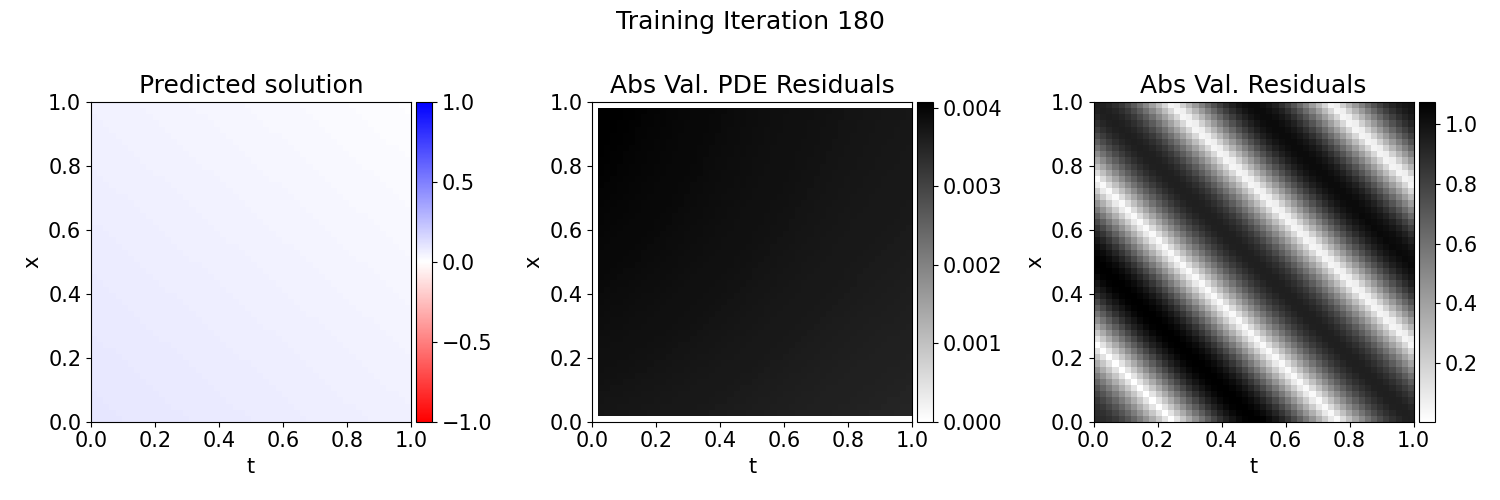 Training Iteration 180
Predicted solution
Abs Val. PDE Residuals
Abs Val. Residuals
1.0
0.8
0.6
0.4
0.2
0.0
x
0.0 0.2 0.4 0.6 0.8 1.0
t
1.0
0.5
0.0
−0.5
−1.0
1.0
0.8
0.6
0.4
0.2
0.0
x
0.0 0.2 0.4 0.6 0.8 1.0
t
0.004
0.003
0.002
0.001
0.000
1.0
0.8
0.6
0.4
0.2
0.0
x
0.0 0.2 0.4 0.6 0.8 1.0
t
1.0
0.8
0.6
0.4
0.2